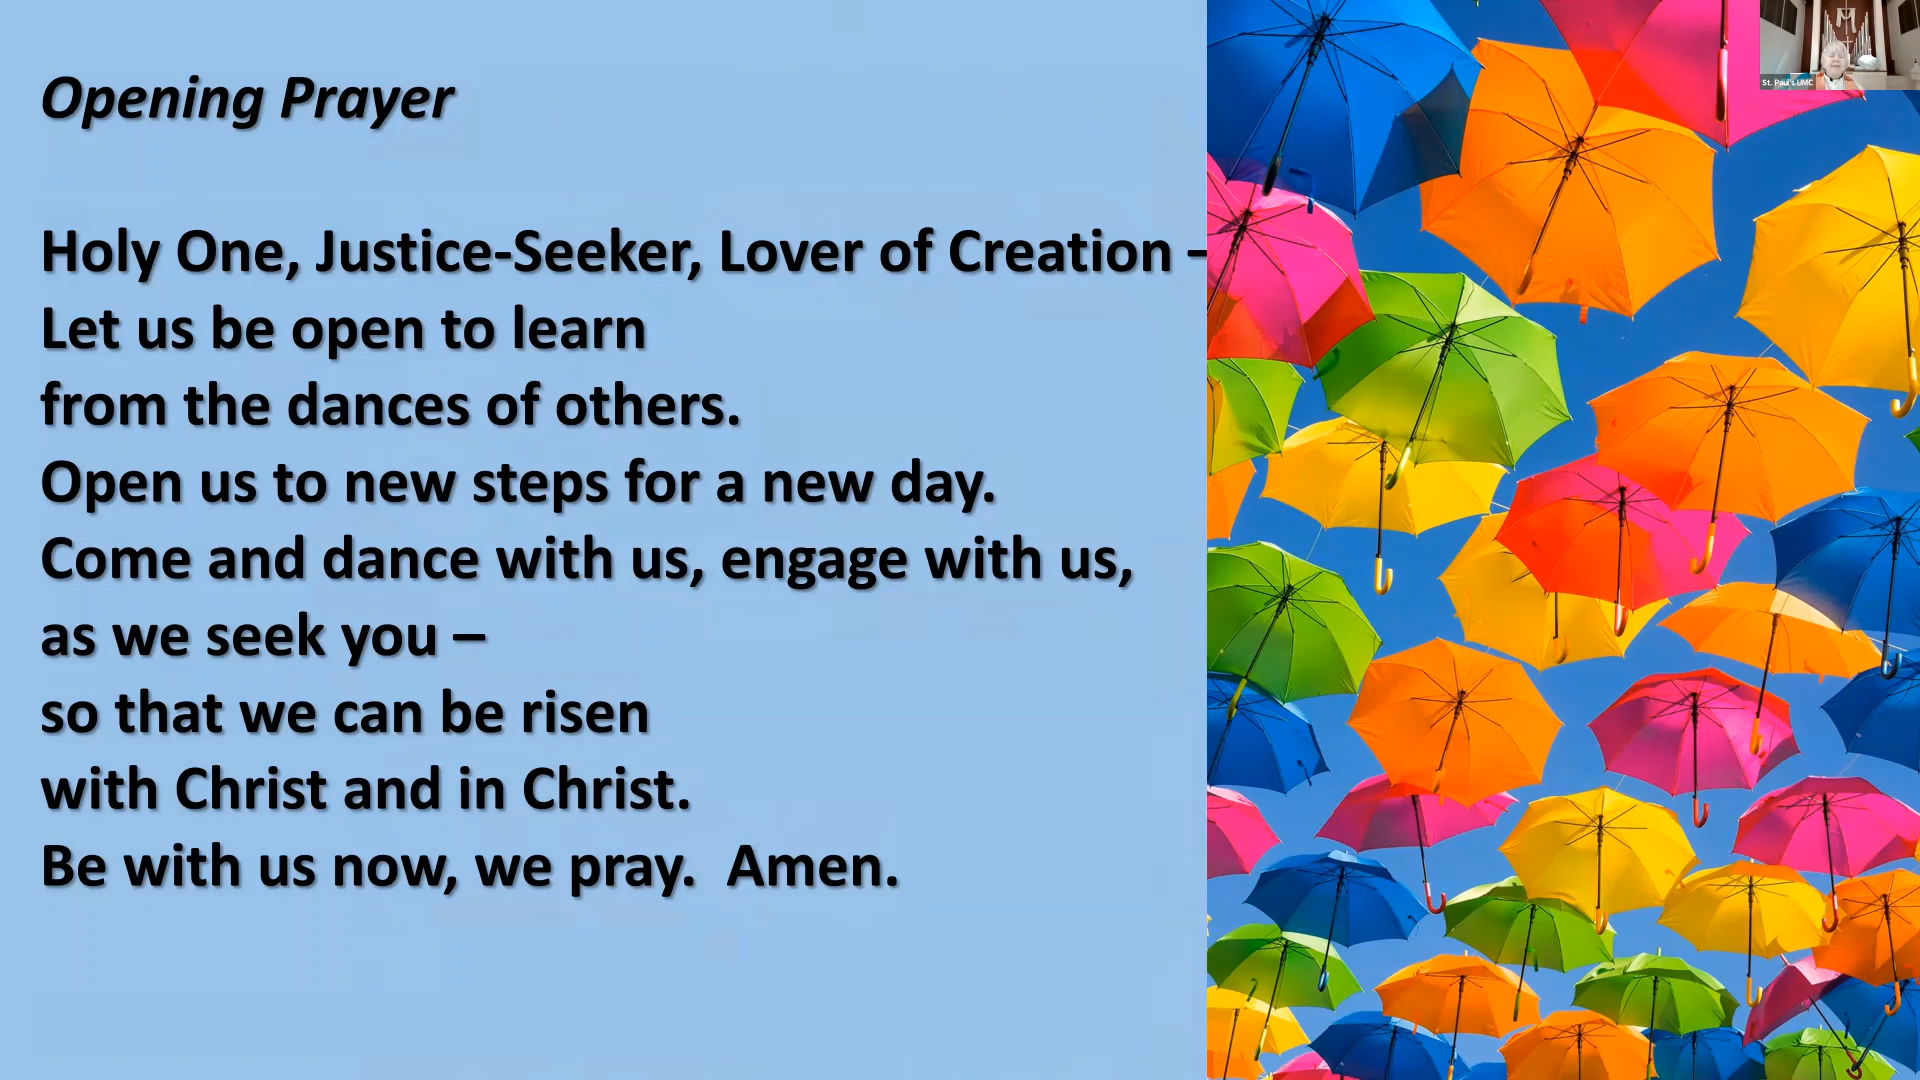 Opening Prayer
Holy One, Justice-Seeker, Lover of Creation –
Let us be open to learn
from the dances of others.
Open us to new steps for a new day.
Come and dance with us, engage with us,
as we seek you –
so that we can be risen
with Christ and in Christ.
Be with us now, we pray.  Amen.
St. Paul's UMC